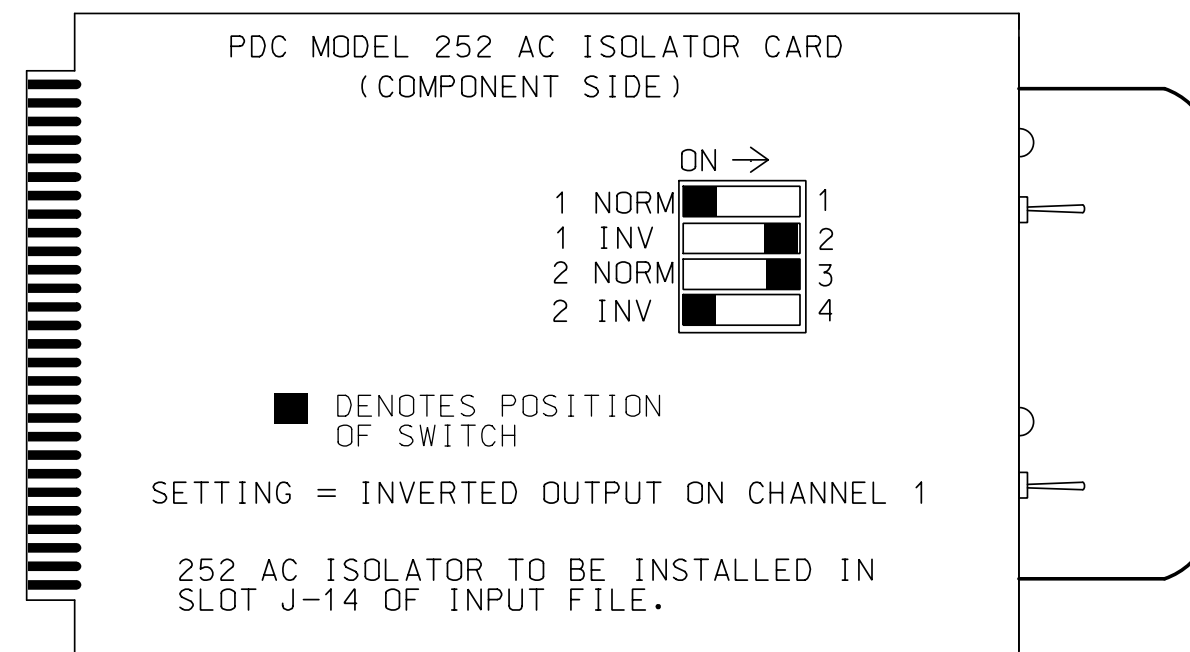 PDC MODEL 252 AC ISOLATOR CARD
(COMPONENT SIDE)
ON →
1 NORM 1
1 INV 2
2 NORM 3
2 INV 4
DENOTES POSITION
OF SWITCH
SETTING = INVERTED OUTPUT ON CHANNEL 1
252 AC ISOLATOR TO BE INSTALLED IN
SLOT J-14 OF INPUT FILE.